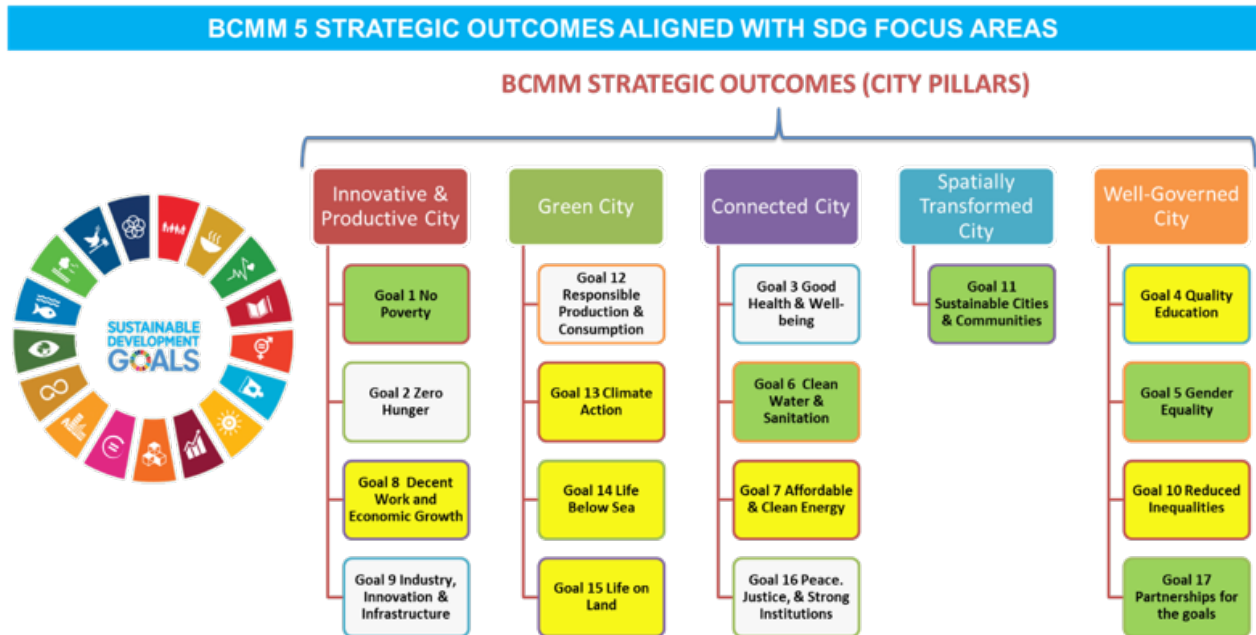 BCMM 5 STRATEGIC OUTCOMES ALIGNED WITH SDG FOCUS AREAS
BCMM STRATEGIC OUTCOMES (CITY PILLARS)
SUSTAINABLE
DEVELOPMENT
GOALS
Innovative &
Productive City
Goal 1 No
Poverty
Goal 2 Zero
Hunger
Goal 8 Decent
Work and
Economic Growth
Goal 9 Industry,
Innovation &
Infrastructure
Green City
Goal 12
Responsible
Production &
Consumption
Goal 13 Climate
Action
Goal 14 Life
Below Sea
Goal 15 Life on
Land
Connected City
Goal 3 Good
Health & Well-
being
Goal 6 Clean
Water &
Sanitation
Goal 7 Affordable
& Clean Energy
Goal 16 Peace.
Justice, & Strong
Institutions
Spatially
Transformed
City
Goal 11
Sustainable Cities
& Communities
Well-Governed
City
Goal 4 Quality
Education
Goal 5 Gender
Equality
Goal 10 Reduced
Inequalities
Goal 17
Partnerships for
the goals